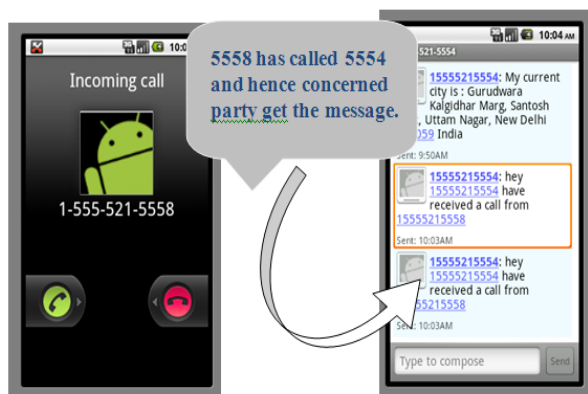 10:0
Incoming call
1-555-521-5558
5558 has called 5554
and hence concerned
party get the message.
10:04 AM
-521-5554
15555215554: My current
city is : Gurudwara
Kalgidhar Marg, Santosh
, Uttam Nagar, New Delhi
059 India
Sent: 9:50AM
15555215554: hey
15555215554 have
received a call from
15555215558
Sent: 10:03AM
15555215554: hey
15555215554 have
received a call from
5215558
Sent: 10:03AM
Type to compose
Send